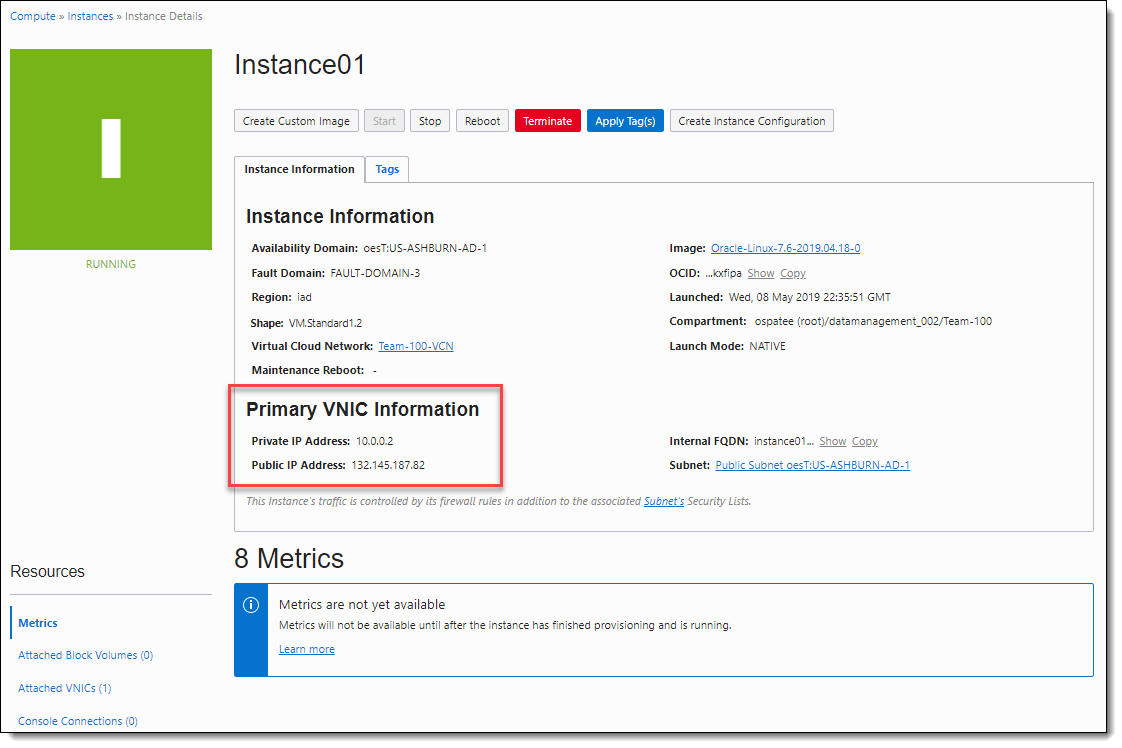 Compute » Instances » Instance Details
I
RUNNING
Instance01
Create Custom Image Start Stop Reboot Terminate Apply Tag(s) Create Instance Configuration
Instance Information Tags
Instance Information
Availability Domain: oesT:US-ASHBURN-AD-1
Fault Domain: FAULT-DOMAIN-3
Region: iad
Shape: VM.Standard1.2
Virtual Cloud Network: Team-100-VCN
Maintenance Reboot: -
Image: Oracle-Linux-7.6-2019.04.18-0
OCID: ...kxfipa Show Copy
Launched: Wed, 08 May 2019 22:35:51 GMT
Compartment: ospatee (root)/datamanagement_002/Team-100
Launch Mode: NATIVE
Primary VNIC Information
Private IP Address: 10.0.0.2
Public IP Address: 132.145.187.82
Internal FQDN: instance01... Show Copy
Subnet: Public Subnet oesT:US-ASHBURN-AD-1
This Instance's traffic is controlled by its firewall rules in addition to the associated Subnet's Security Lists.
Resources
Metrics
Attached Block Volumes (0)
Attached VNICs (1)
Console Connections (0)
8 Metrics
Metrics are not yet available
Metrics will not be available until after the instance has finished provisioning and is running.
Learn more